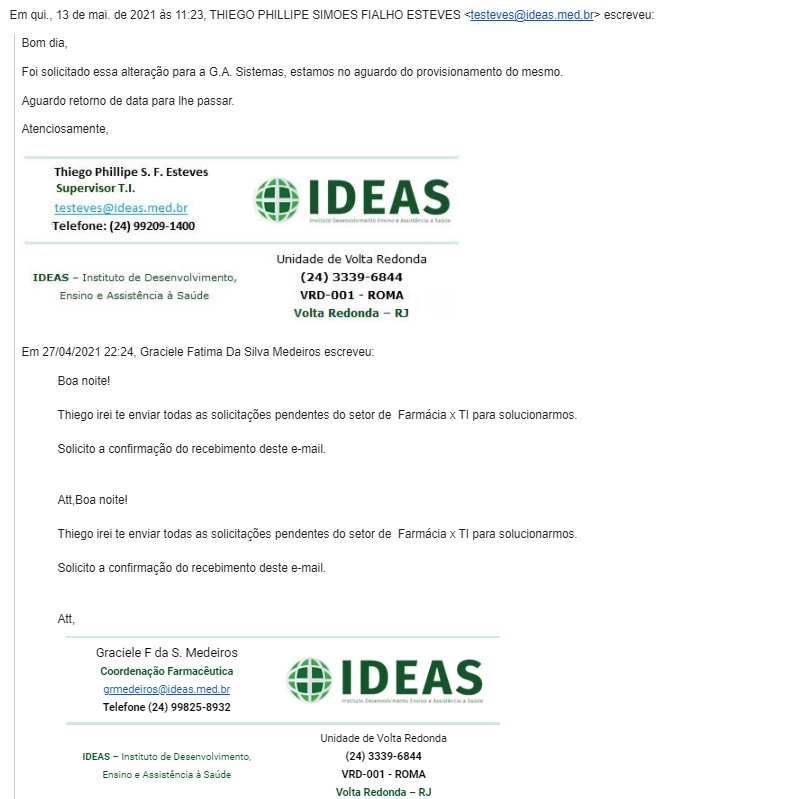 Em qui., 13 de mai. de 2021 às 11:23, THIEGO PHILLIPE SIMOES FIALHO ESTEVES <testeves@ideas.med.br> escreveu:
Bom dia,
Foi solicitado essa alteração para a G.A. Sistemas, estamos no aguardo do provisionamento do mesmo.
Aguardo retorno de data para lhe passar.
Atenciosamente,
Thiego Phillipe S. F. Esteves
Supervisor T.I.
testeves@ideas.med.br
Telefone: (24) 99209-1400
IDEAS
Instituto Desenvolvimento Ensino e Assistência à Saúde
IDEAS – Instituto de Desenvolvimento,
Ensino e Assistência à Saúde
Unidade de Volta Redonda
(24) 3339-6844
VRD-001 - ROMA
Volta Redonda – RJ
Em 27/04/2021 22:24, Graciele Fatima Da Silva Medeiros escreveu:
Boa noite!
Thiego irei te enviar todas as solicitações pendentes do setor de  Farmácia x TI para solucionarmos.
Solicito a confirmação do recebimento deste e-mail.
Att,Boa noite!
Thiego irei te enviar todas as solicitações pendentes do setor de  Farmácia x TI para solucionarmos.
Solicito a confirmação do recebimento deste e-mail.
Att,
Graciele F da S. Medeiros
Coordenação Farmacêutica
grmedeiros@ideas.med.br
Telefone (24) 99825-8932
IDEAS
Instituto Desenvolvimento Ensino e Assistência à Saúde
IDEAS – Instituto de Desenvolvimento,
Ensino e Assistência à Saúde
Unidade de Volta Redonda
(24) 3339-6844
VRD-001 - ROMA
Volta Redonda – RJ